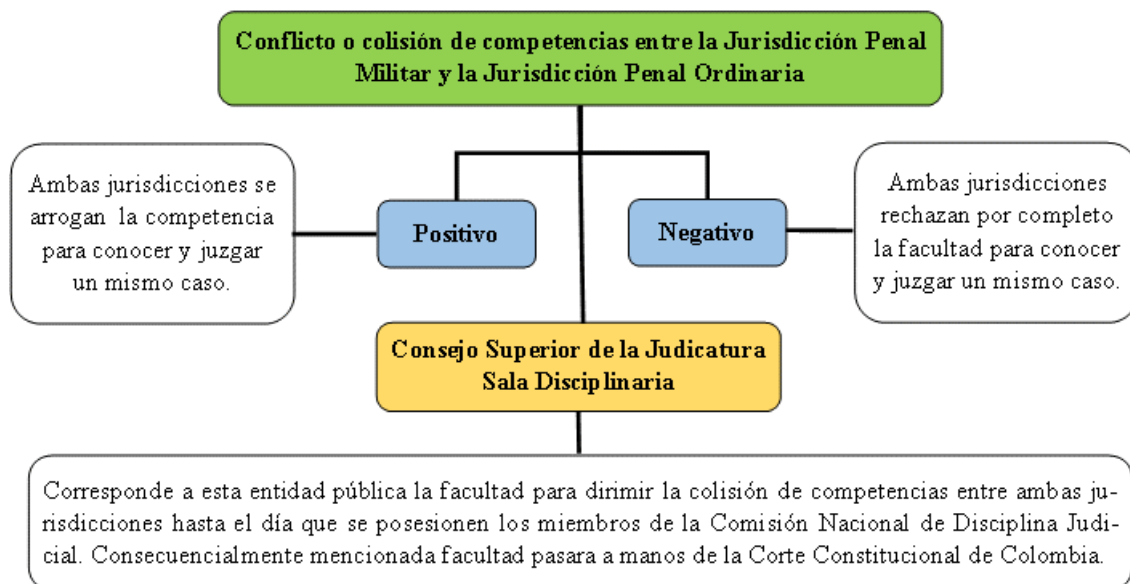 Conflicto o colisión de competencias entre la Jurisdicción Penal
Militar y la Jurisdicción Penal Ordinaria
Ambas jurisdicciones se
arrogan la competencia
para conocer y juzgar
un mismo caso.
Positivo
Negativo
Ambas jurisdicciones
rechazan por completo
la facultad para conocer
y juzgar un mismo caso.
Consejo Superior de la Judicatura
Sala Disciplinaria
Corresponde a esta entidad pública la facultad para dirimir la colisión de competencias entre ambas ju-
risdicciones hasta el día que se posesionen los miembros de la Comisión Nacional de Disciplina Judi-
cial. Consecuencialmente mencionada facultad pasara a manos de la Corte Constitucional de Colombia.